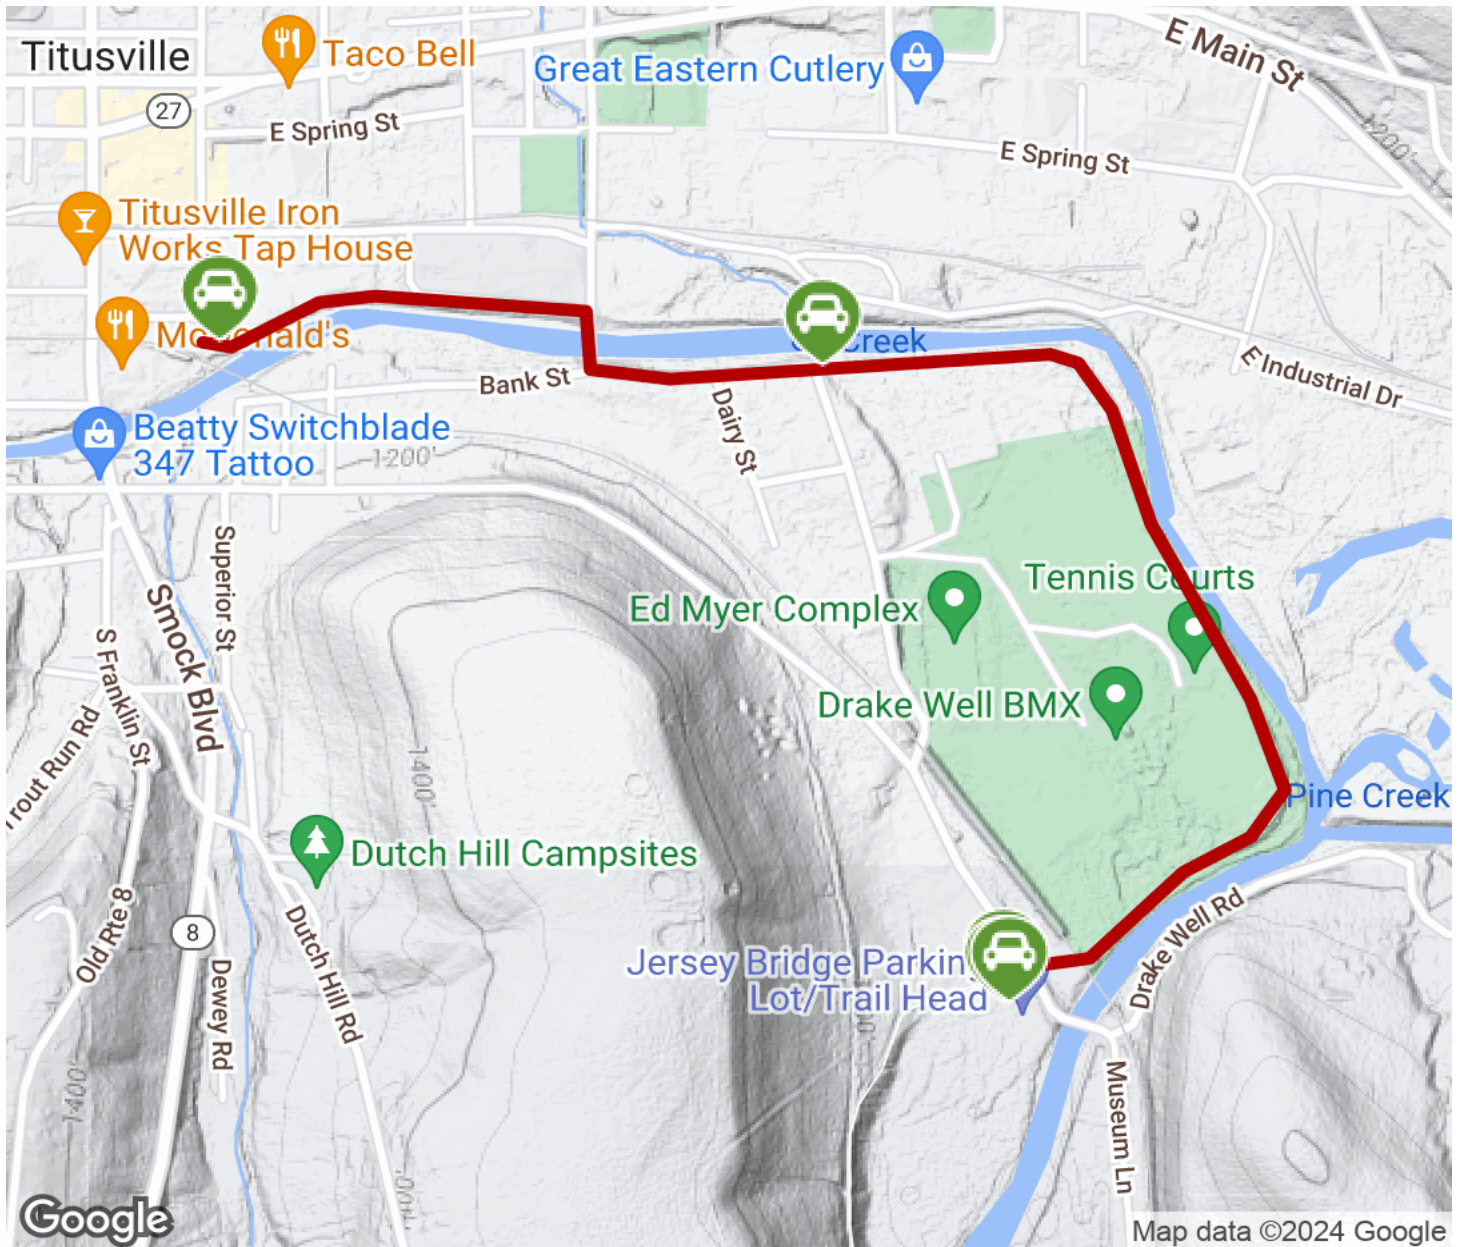 Titusville
Taco Bell
Great Eastern Cutlery
E Main St
27
E Spring St
E Spring St
1200'
Titusville Iron
Works Tap House
McDonald's
Creek
E Industrial Dr
Bank St
Dairy St
Beatty Switchblade
347 Tattoo
1200'
Superior St
Smock Blvd
S Franklin St
Trout Run Rd
Tennis Courts
Ed Myer Complex
Drake Well BMX
1400'
Pine Creek
Dutch Hill Campsites
Old Rte 8
8
Dewey Rd
Dutch Hill Rd
Jersey Bridge Parking
Lot/Trail Head
Drake Well Rd
Museum Ln
1400'
Google
Map data ©2024 Google